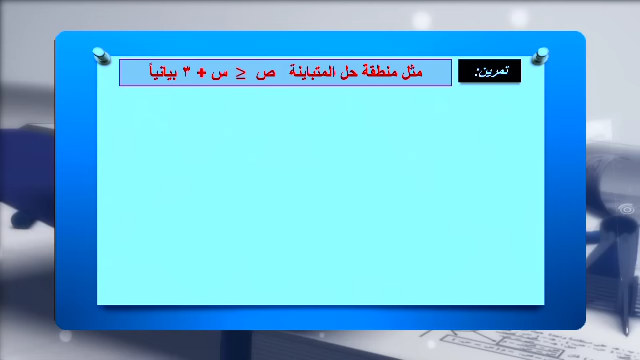 تمرين:
مثل منطقة حل المتباينة ص ≥ س + ٣ بيانياً